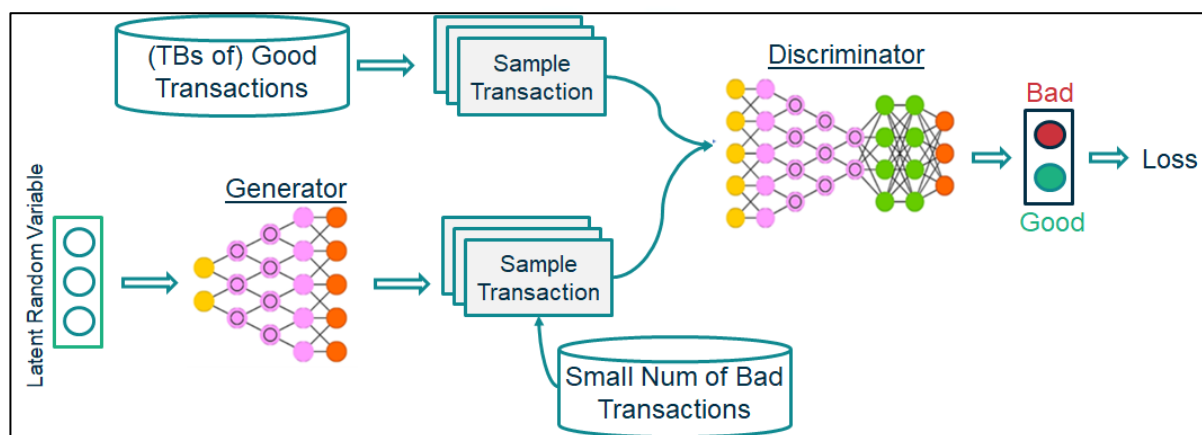 (TBs of) Good
Transactions
Sample
Transaction
Discriminator
Bad
Good
Loss
Latent Random Variable
Generator
Sample
Transaction
Small Num of Bad
Transactions